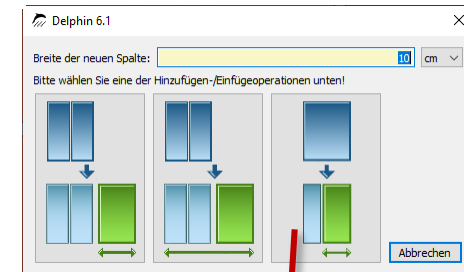 Delphin 6.1
Breite der neuen Spalte: 10 cm
Bitte wählen Sie eine der Hinzufügen-/Einfügeoperationen unten!
Abbrechen